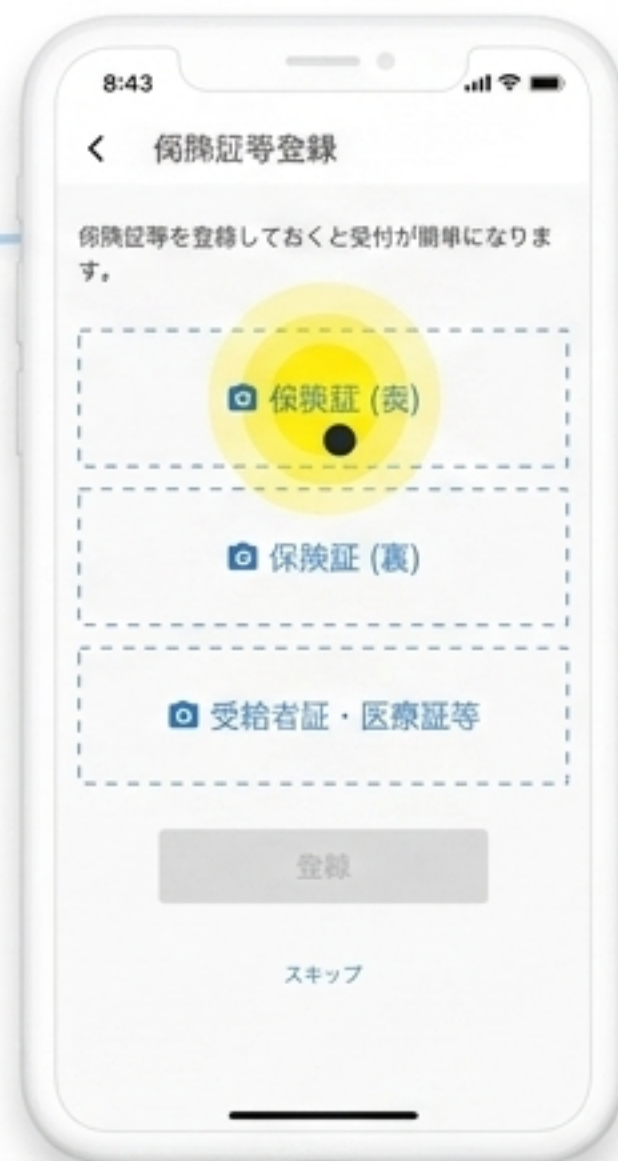 8:43
保険証等登録
保険証等を登録しておくと受付が簡単になりま
す。
保険証 (表)
保険証 (裏)
受給者証・医療証等
登録
スキップ